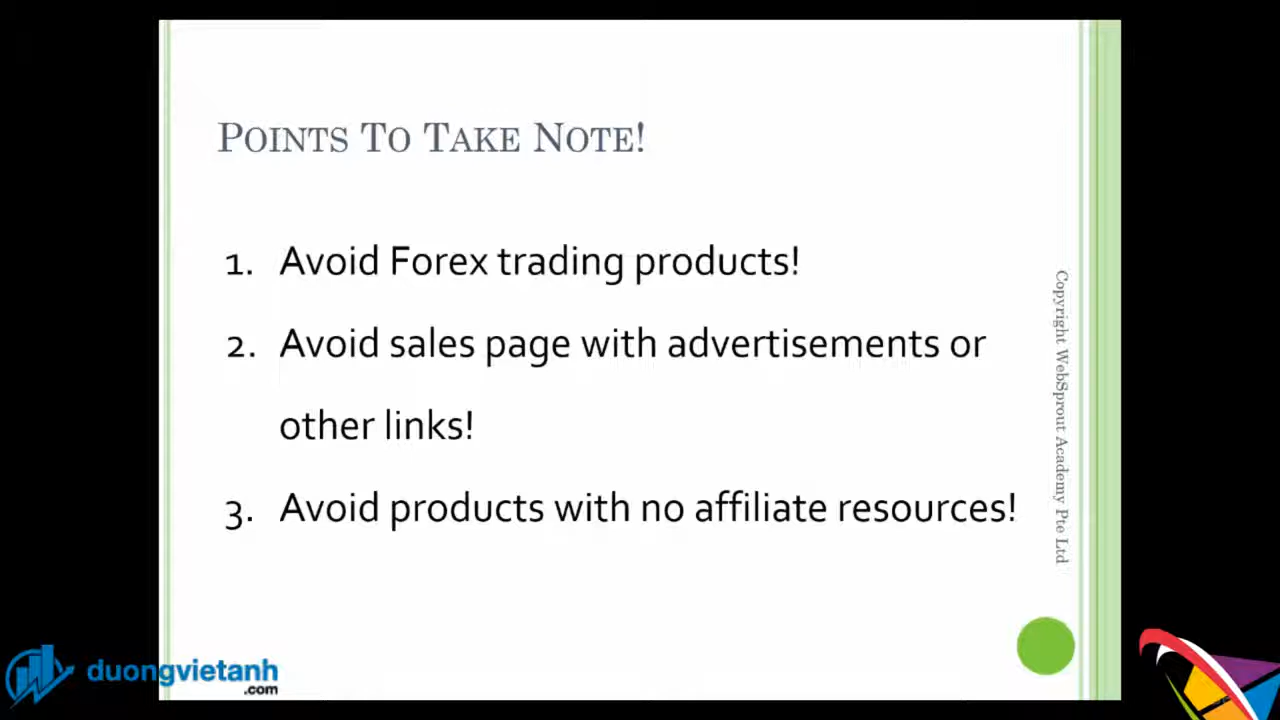 POINTS TO TAKE NOTE!
1. Avoid Forex trading products!
2. Avoid sales page with advertisements or
other links!
3. Avoid products with no affiliate resources!
Copyright WebSprout Academy Pte Ltd
duongvietanh
.com